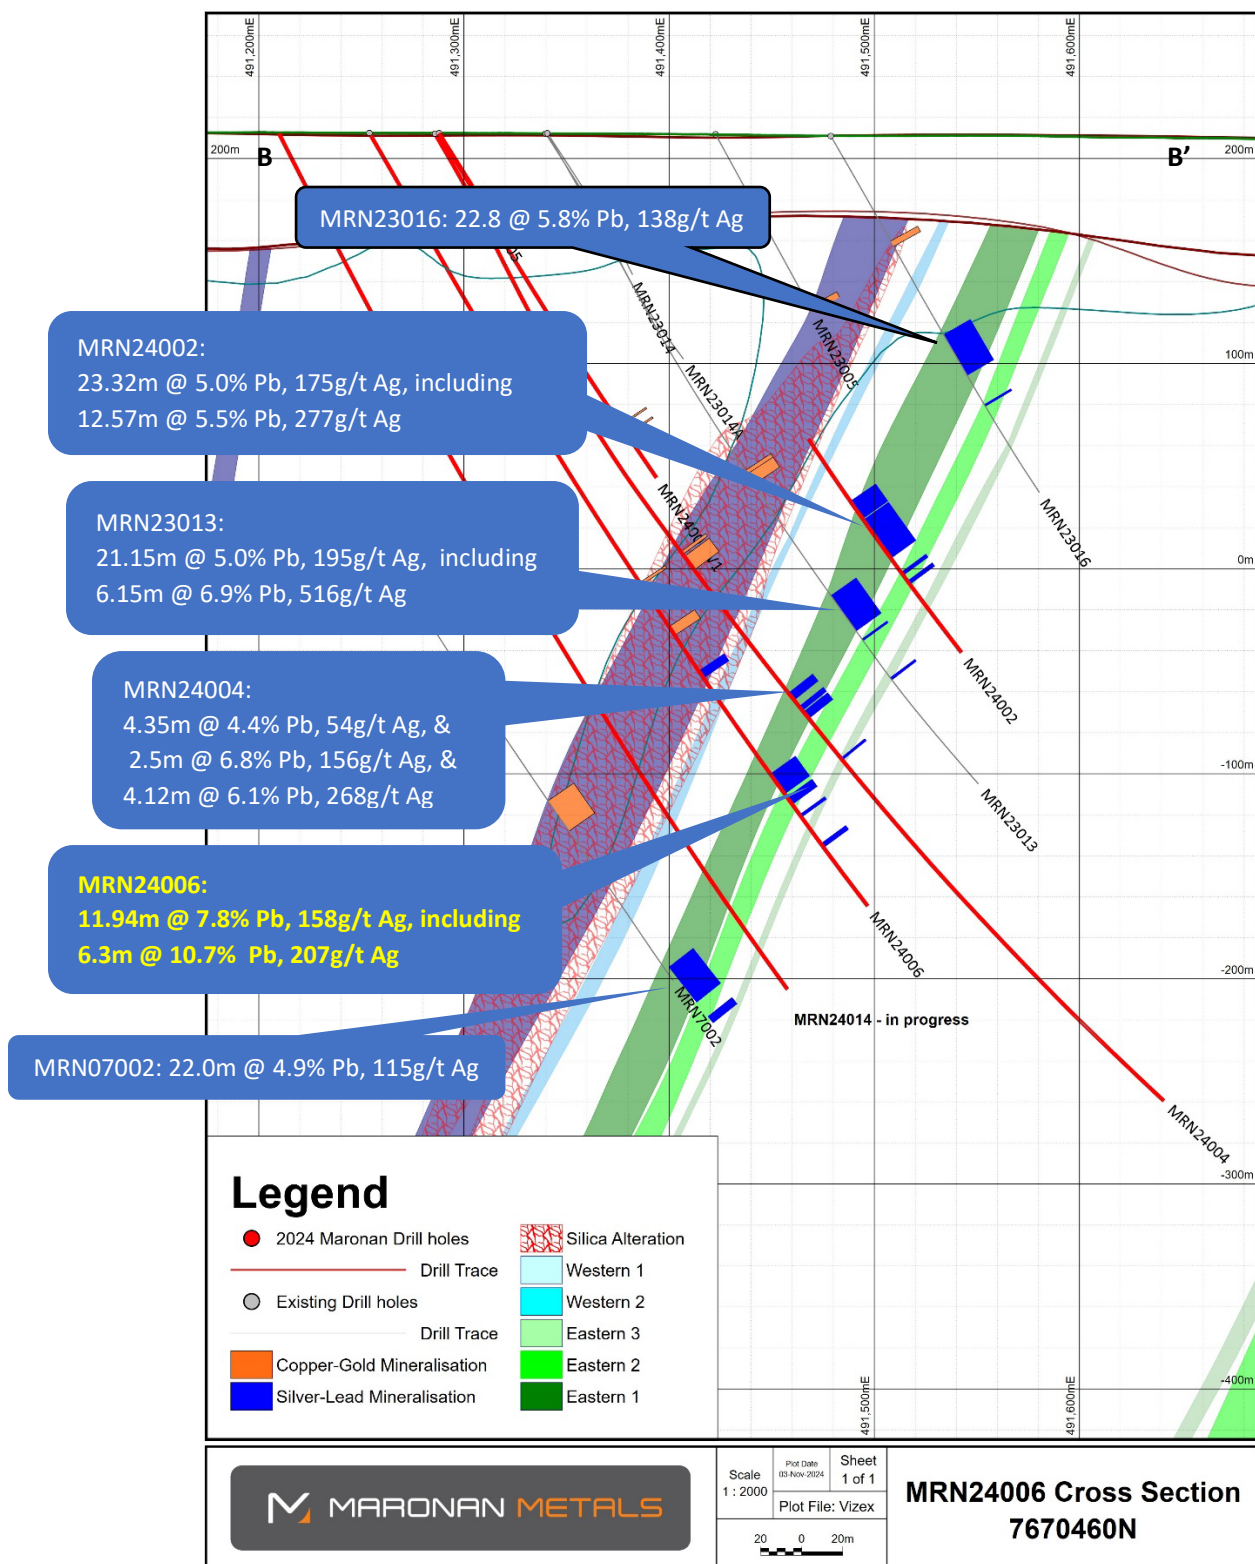 491,200mE
491,300mE
491,400mE
491,500mE
491,600mE
200m
B
B’
200m
MRN23016: 22.8 @ 5.8% Pb, 138g/t Ag
MRN23014
MRN23014A
MRN23005
100m
MRN24002:
23.32m @ 5.0% Pb, 175g/t Ag, including
12.57m @ 5.5% Pb, 277g/t Ag
MRN23016
MRN23013:
21.15m @ 5.0% Pb, 195g/t Ag, including
6.15m @ 6.9% Pb, 516g/t Ag
0m
MRN24002
MRN24004:
4.35m @ 4.4% Pb, 54g/t Ag, &
2.5m @ 6.8% Pb, 156g/t Ag, &
4.12m @ 6.1% Pb, 268g/t Ag
-100m
MRN23013
MRN24006:
11.94m @ 7.8% Pb, 158g/t Ag, including
6.3m @ 10.7% Pb, 207g/t Ag
MRN24006
-200m
MRN7002
MRN24014 - in progress
MRN07002: 22.0m @ 4.9% Pb, 115g/t Ag
MRN24004
-300m
-400m
491,500mE
491,600mE
Legend
2024 Maronan Drill holes
Drill Trace
Existing Drill holes
Drill Trace
Copper-Gold Mineralisation
Silver-Lead Mineralisation
Silica Alteration
Western 1
Western 2
Eastern 3
Eastern 2
Eastern 1
MARONAN METALS
Scale
1 : 2000
Plot Date
03-Nov-2024
Sheet
1 of 1
Plot File: Vizex
20 0 20m
MRN24006 Cross Section
7670460N